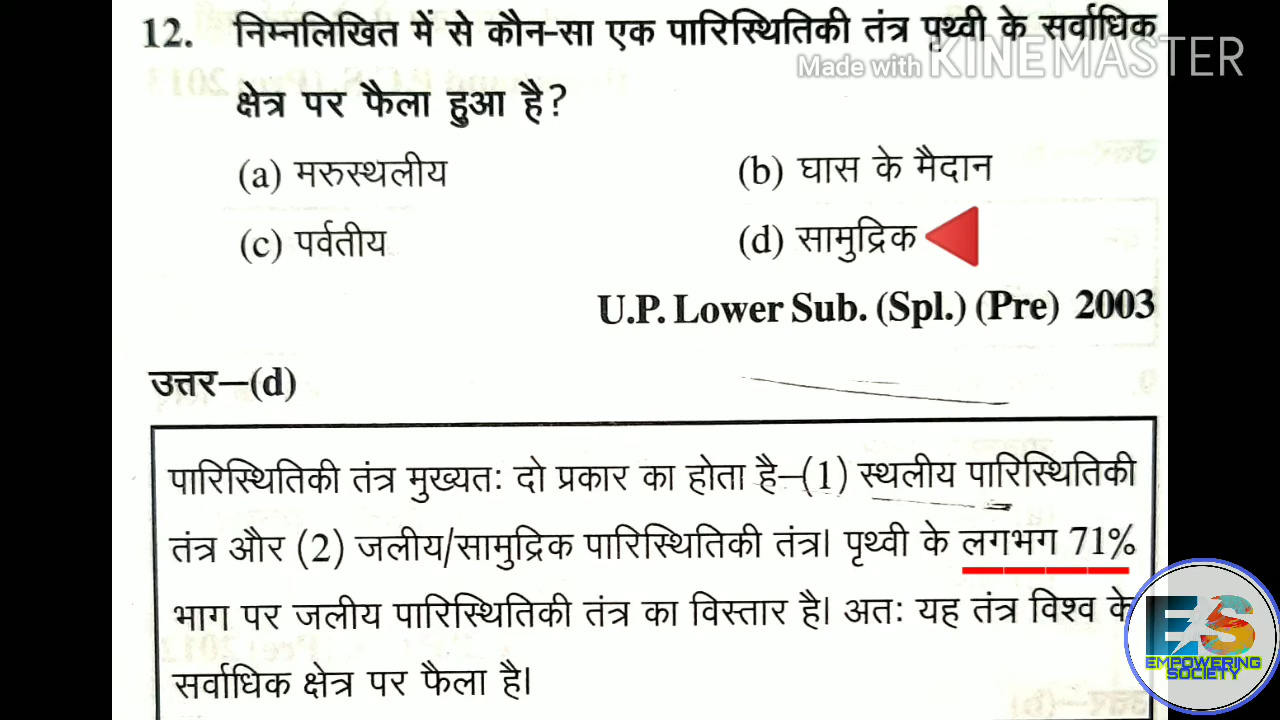 12. निम्नलिखित में से कौन-सा एक पारिस्थितिकी तंत्र पृथ्वी के सर्वाधिक
Made with KINEMASTER
क्षेत्र पर फैला हुआ है?
(a) मरुस्थलीय (b) घास के मैदान
(c) पर्वतीय (d) सामुद्रिक
U.P. Lower Sub. (Spl.) (Pre) 2003
उत्तर–(d)
पारिस्थितिकी तंत्र मुख्यतः दो प्रकार का होता है–(1) स्थलीय पारिस्थितिकी
तंत्र और (2) जलीय/सामुद्रिक पारिस्थितिकी तंत्र। पृथ्वी के लगभग 71%
भाग पर जलीय पारिस्थितिकी तंत्र का विस्तार है। अतः यह तंत्र विश्व के
सर्वाधिक क्षेत्र पर फैला है।
ES
EMPOWERING
SOCIETY